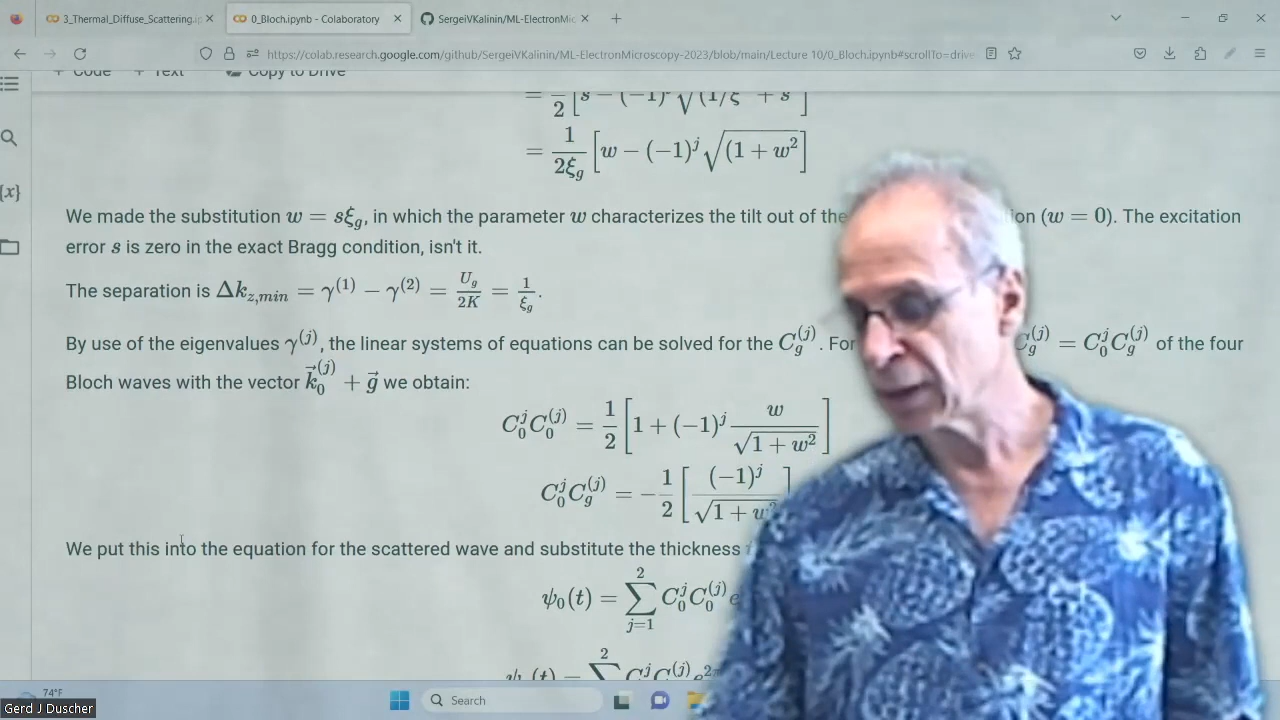 3_Thermal_Diffuse_Scattering.ip
0_Bloch.ipynb - Colaboratory
SergeiVKalinin/ML-ElectronMic
https://colab.research.google.com/github/SergeiVKalinin/ML-ElectronMicroscopy-2023/blob/main/Lecture 10/0_Bloch.ipynb#scrollTo=drive
+ Code + Text Copy to Drive
{x}
= 1/(2ξ_g) [w − (−1)^j √(1 + w²)]
We made the substitution w = sξ_g, in which the parameter w characterizes the tilt out of the (w = 0). The excitation
error s is zero in the exact Bragg condition, isn't it.
The separation is Δk_{z,min} = γ^(1) − γ^(2) = U_g/2K = 1/ξ_g.
By use of the eigenvalues γ^(j), the linear systems of equations can be solved for the C_g^(j). For C_g^(j) = C_0^j C_g^(j) of the four
Bloch waves with the vector k⃗_0^(j) + g⃗ we obtain:
C_0^j C_0^(j) = 1/2 [1 + (−1)^j w/√(1 + w²)]
C_0^j C_g^(j) = −1/2 [(−1)^j/√(1 + w²)]
We put this into the equation for the scattered wave and substitute the thickness
ψ_0(t) = Σ_{j=1}^2 C_0^j C_0^(j) e
74°F
Search
Gerd J Duscher